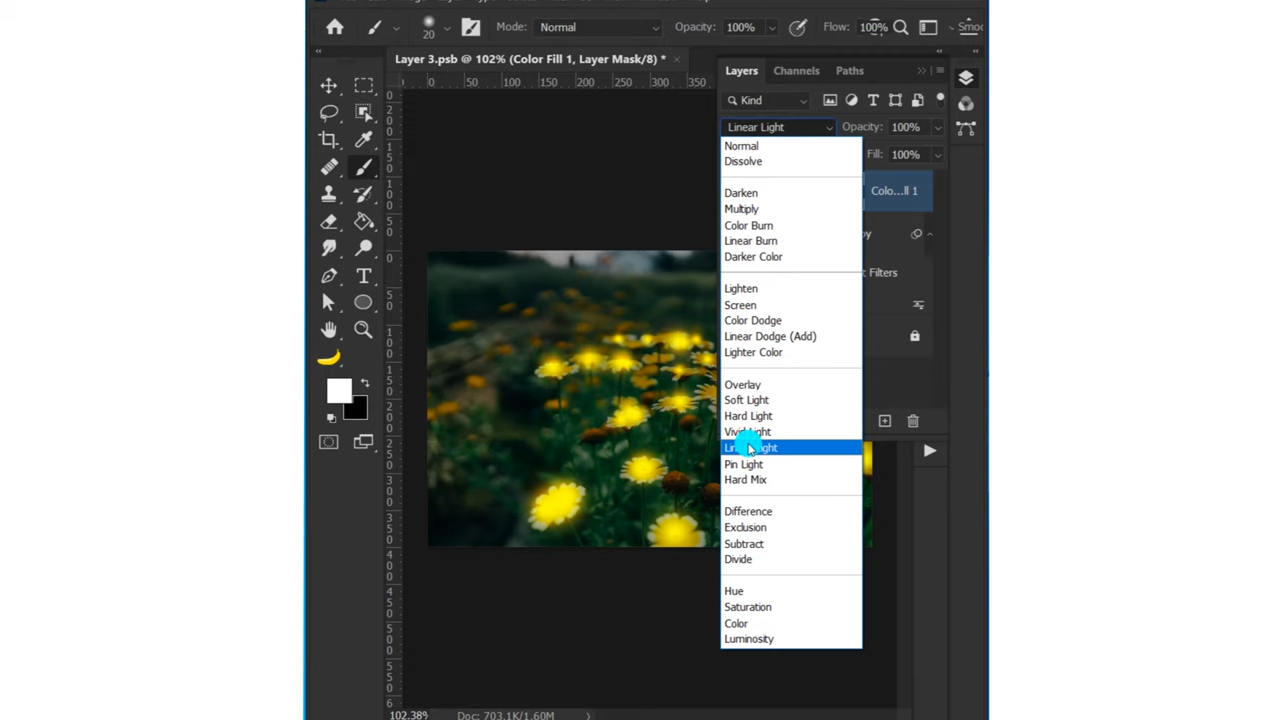 Mode: Normal Opacity: 100% Flow: 100% Smoo
20
Layer 3.psb @ 102% (Color Fill 1, Layer Mask/8) *
Layers Channels Paths
0 50 100 150 200 250 300 350
Kind
Linear Light Opacity: 100%
Fill: 100%
Colo...ll 1
Filters
Normal
Dissolve
Darken
Multiply
Color Burn
Linear Burn
Darker Color
Lighten
Screen
Color Dodge
Linear Dodge (Add)
Lighter Color
Overlay
Soft Light
Hard Light
Vivid Light
Linear Light
Pin Light
Hard Mix
Difference
Exclusion
Subtract
Divide
Hue
Saturation
Color
Luminosity
102.38% Doc: 703.1K/1.60M